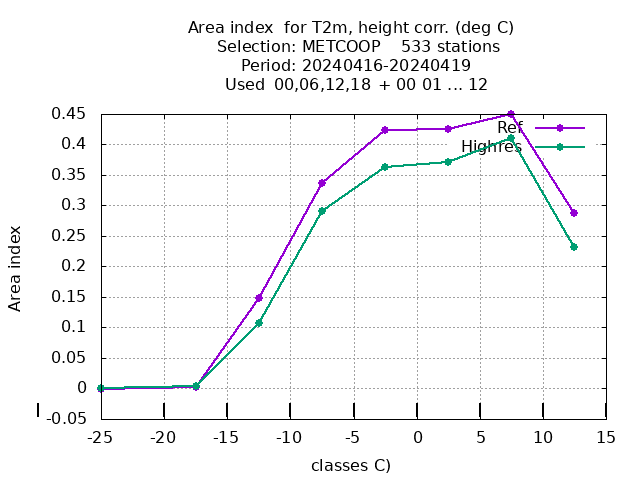 Area index  for T2m, height corr. (deg C)
Selection: METCOOP    533 stations
Period: 20240416-20240419
Used  00,06,12,18 + 00 01 ... 12
0.45
0.4
0.35
0.3
0.25
0.2
0.15
0.1
0.05
0
-0.05
Area index
Ref
Highres
-25 -20 -15 -10 -5 0 5 10 15
classes C)